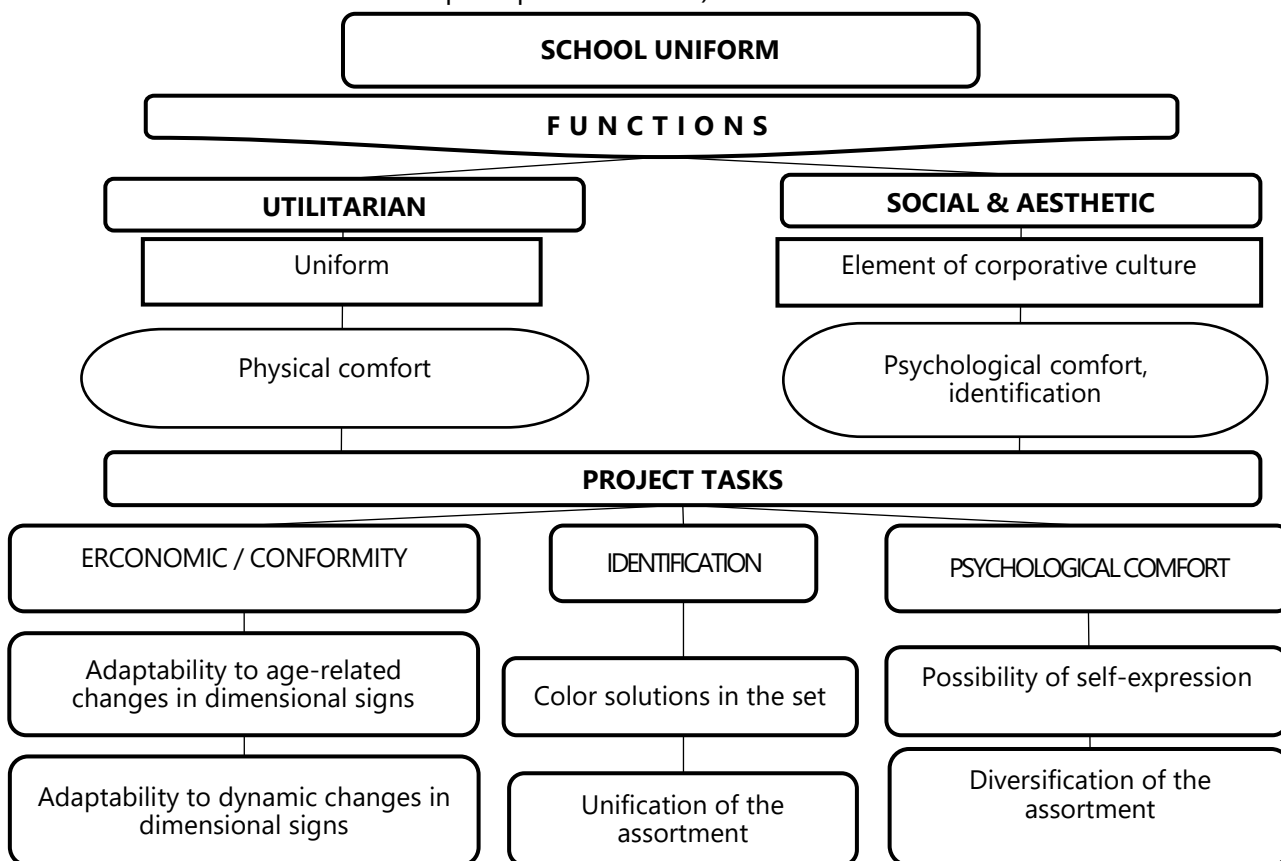 SCHOOL UNIFORM
F U N C T I O N S
UTILITARIAN
SOCIAL & AESTHETIC
Uniform
Element of corporative culture
Physical comfort
Psychological comfort,
identification
PROJECT TASKS
ERCONOMIC / CONFORMITY
IDENTIFICATION
PSYCHOLOGICAL COMFORT
Adaptability to age-related
changes in dimensional signs
Color solutions in the set
Possibility of self-expression
Adaptability to dynamic changes in
dimensional signs
Unification of the
assortment
Diversification of the
assortment